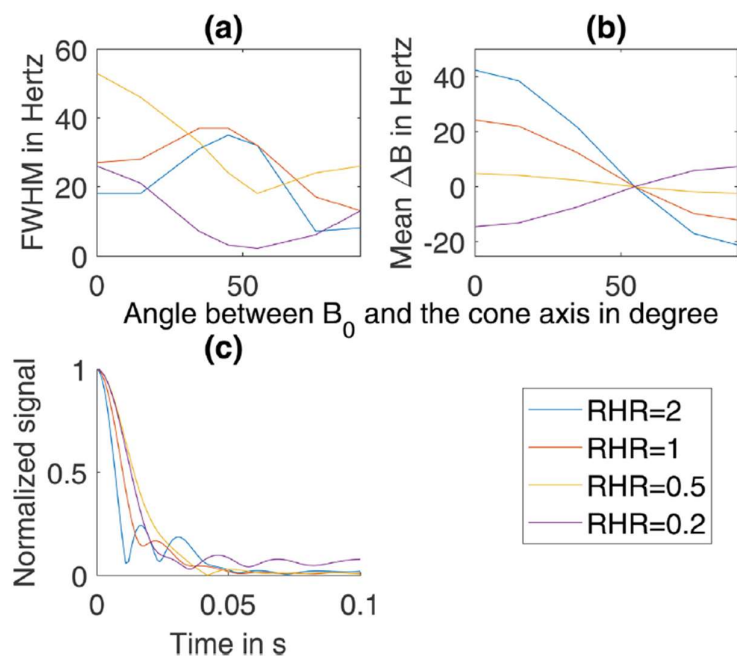 (a)
FWHM in Hertz
60
40
20
0
0
50
(b)
Mean ΔB in Hertz
40
20
0
-20
0
50
Angle between B0 and the cone axis in degree
(c)
Normalized signal
1
0.5
0
0
0.05
0.1
Time in s
RHR=2
RHR=1
RHR=0.5
RHR=0.2